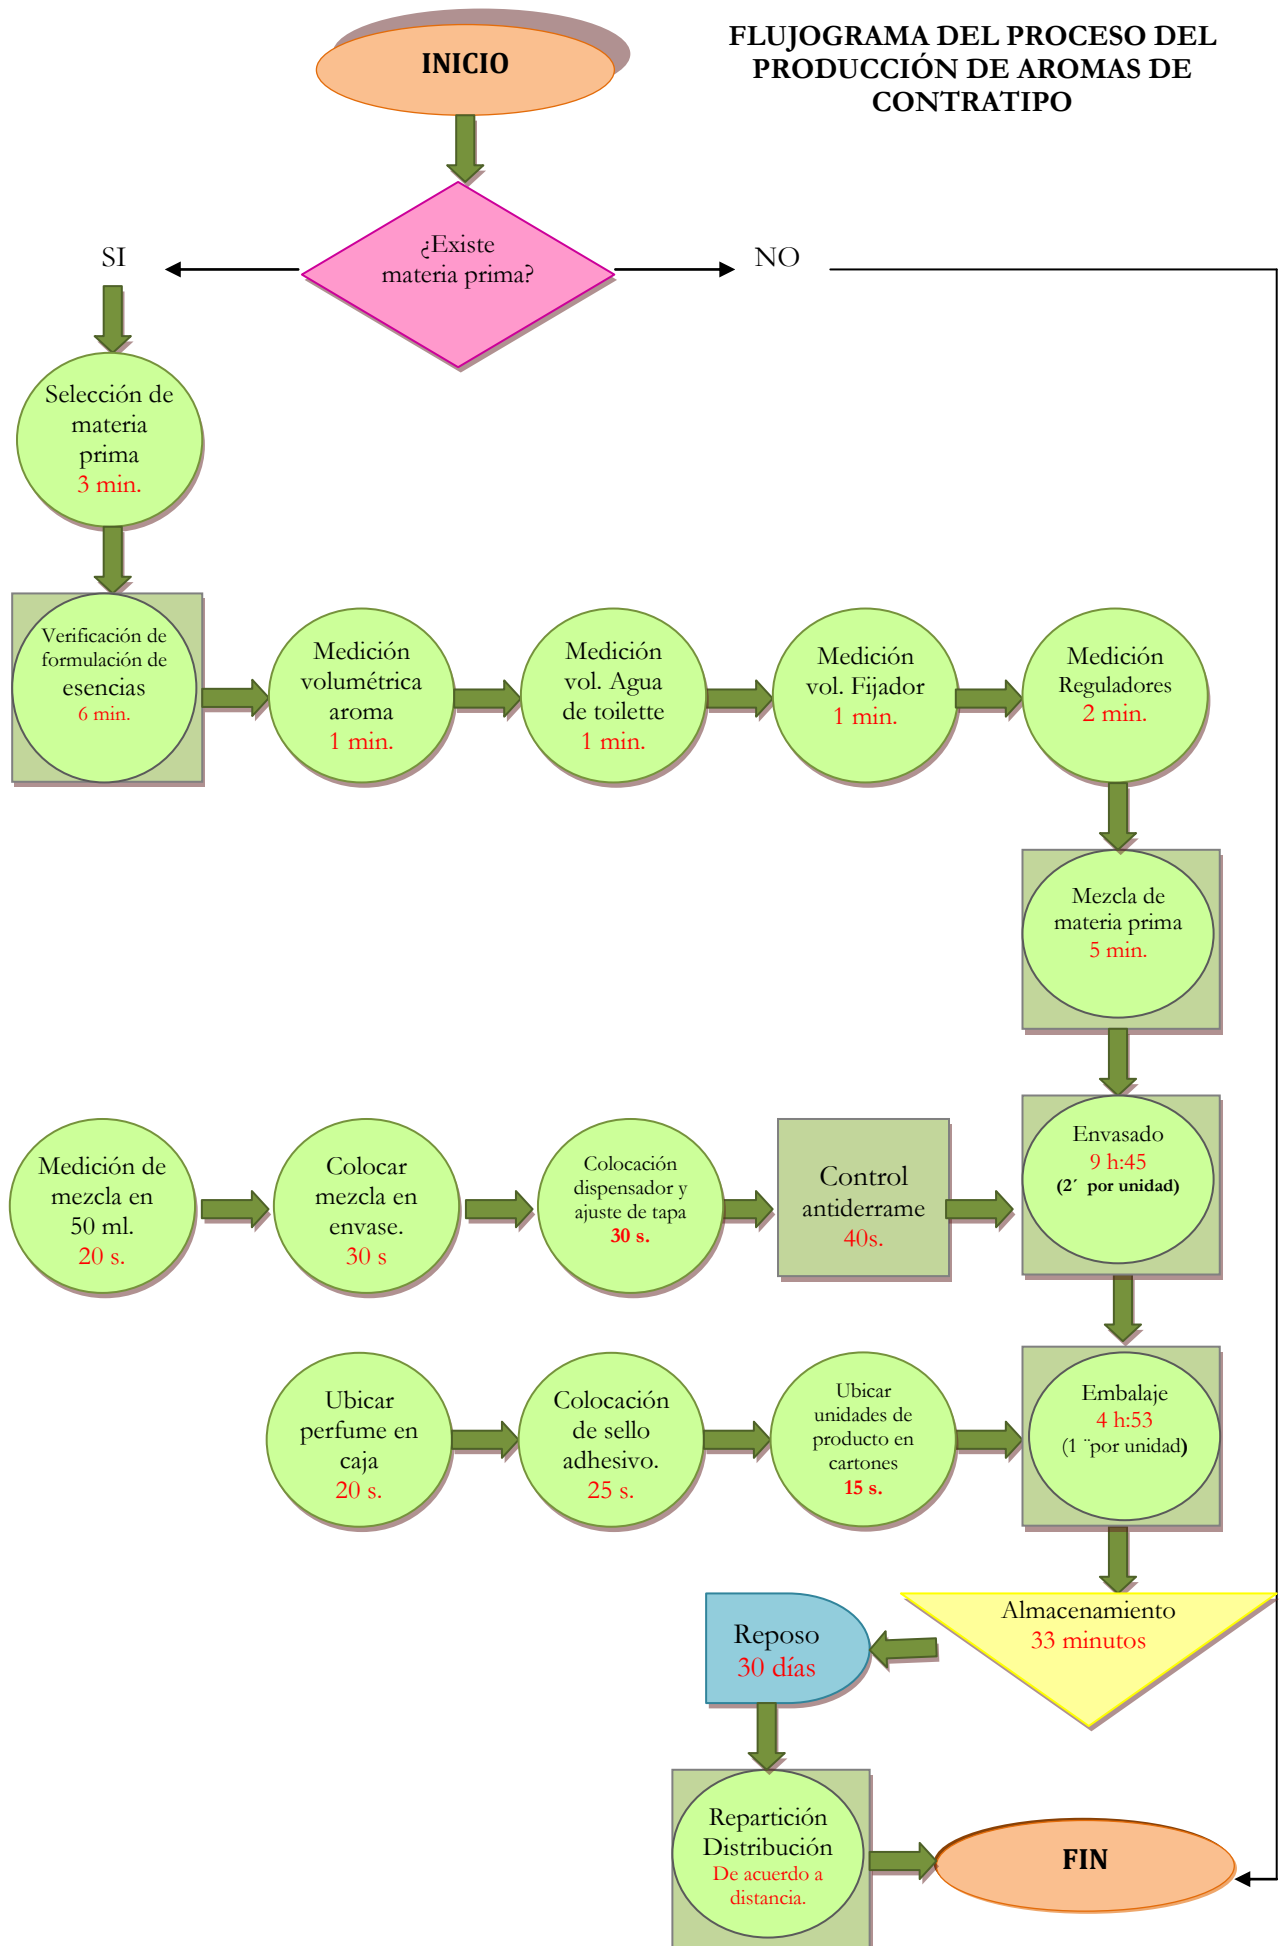 FLUJOGRAMA DEL PROCESO DEL
PRODUCCIÓN DE AROMAS DE
CONTRATIPO
INICIO
¿Existe
materia prima?
SI
NO
Selección de
materia
prima
3 min.
Verificación de
formulación de
esencias
6 min.
Medición
volumétrica
aroma
1 min.
Medición
vol. Agua
de toilette
1 min.
Medición
vol. Fijador
1 min.
Medición
Reguladores
2 min.
Mezcla de
materia prima
5 min.
Medición de
mezcla en
50 ml.
20 s.
Colocar
mezcla en
envase.
30 s
Colocación
dispensador y
ajuste de tapa
30 s.
Control
antiderrame
40s.
Envasado
9 h:45
(2´ por unidad)
Ubicar
perfume en
caja
20 s.
Colocación
de sello
adhesivo.
25 s.
Ubicar
unidades de
producto en
cartones
15 s.
Embalaje
4 h:53
(1 ¨por unidad)
Almacenamiento
33 minutos
Reposo
30 días
Repartición
Distribución
De acuerdo a
distancia.
FIN